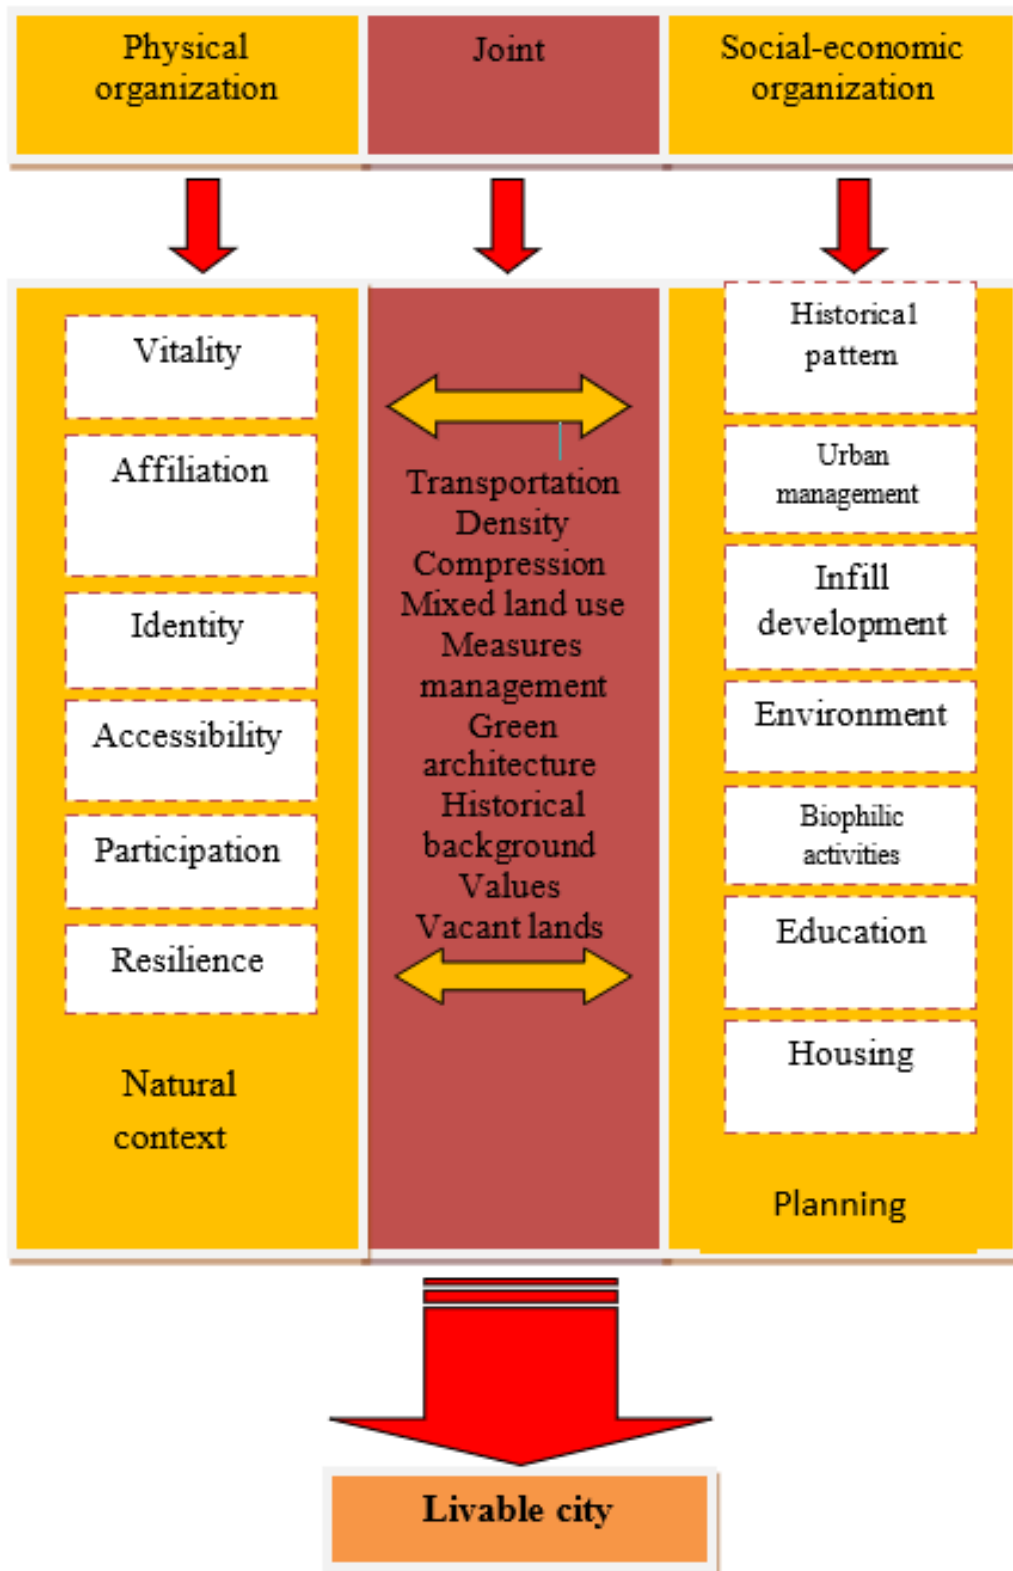 Physical
organization
Joint
Social-economic
organization
Vitality
Affiliation
Identity
Accessibility
Participation
Resilience
Natural
context
Transportation
Density
Compression
Mixed land use
Measures
management
Green
architecture
Historical
background
Values
Vacant lands
Historical
pattern
Urban
management
Infill
development
Environment
Biophilic
activities
Education
Housing
Planning
Livable city